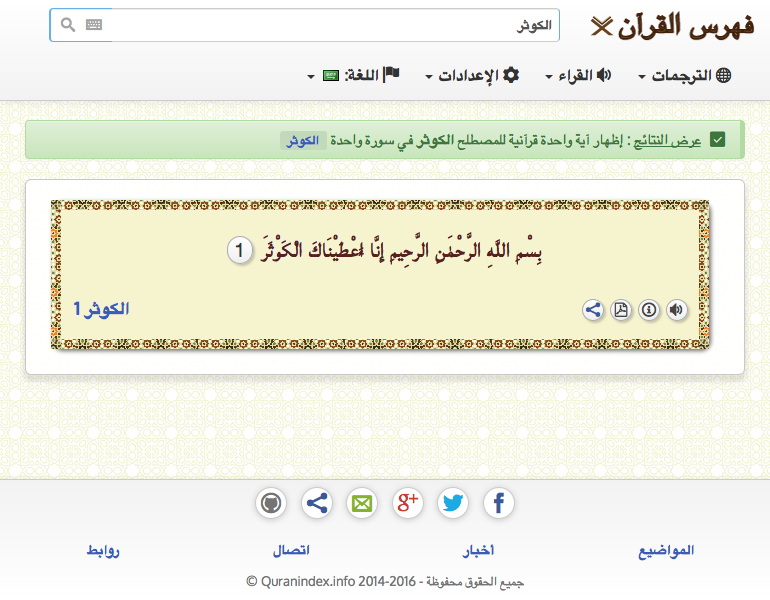 فهرس القرآن
الكوثر
الترجمات
القراء
الإعدادات
اللغة:
عرض النتائج : إظهار آية واحدة قرآنية للمصطلح الكوثر في سورة واحدة الكوثر
بِسْمِ اللَّهِ الرَّحْمَٰنِ الرَّحِيمِ إِنَّا أَعْطَيْنَاكَ الْكَوْثَرَ 1
الكوثر 1
المواضيع
أخبار
اتصال
روابط
جميع الحقوق محفوظة - Quranindex.info 2014-2016 ©